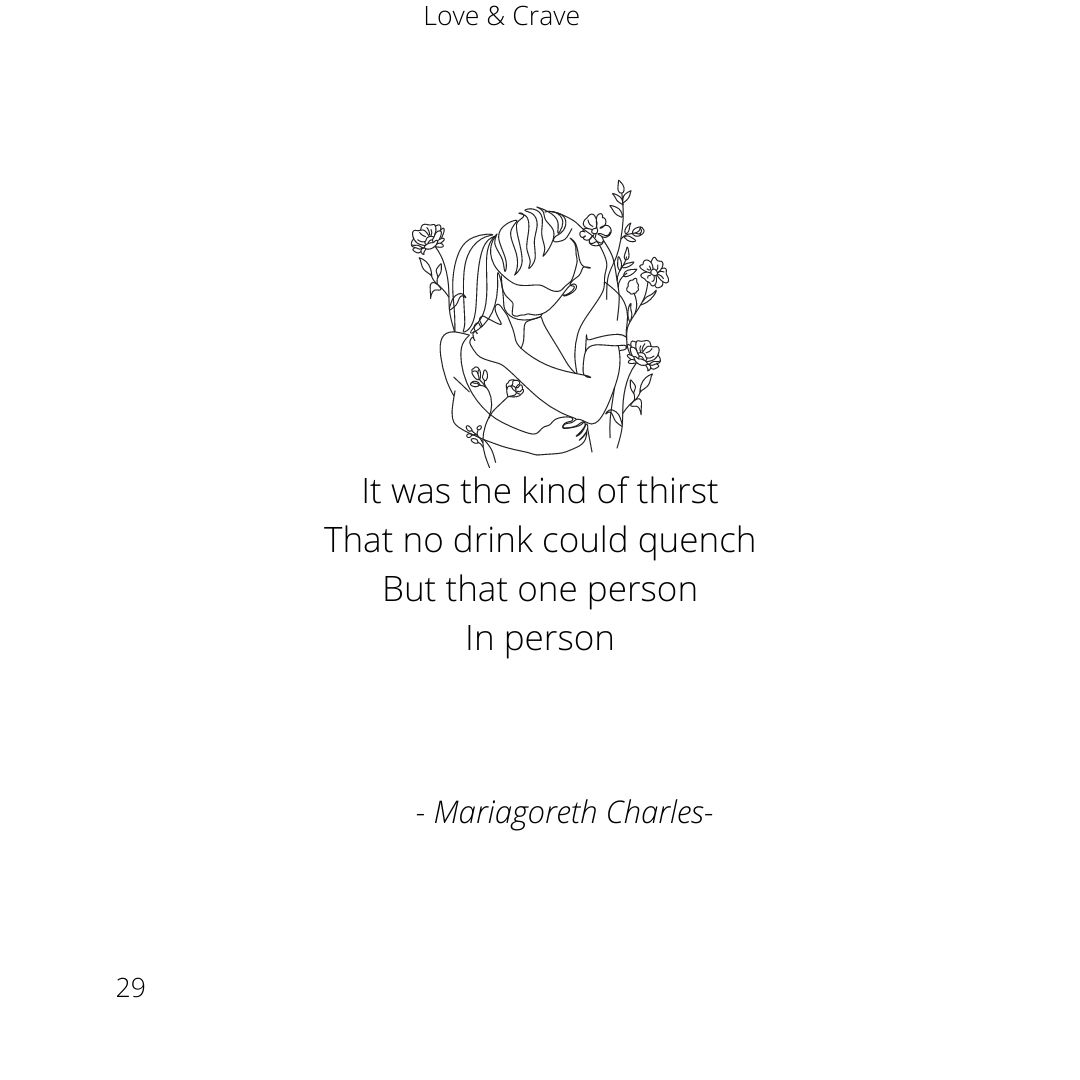 Love & Crave
It was the kind of thirst
That no drink could quench
But that one person
In person
- Mariagoreth Charles-
29